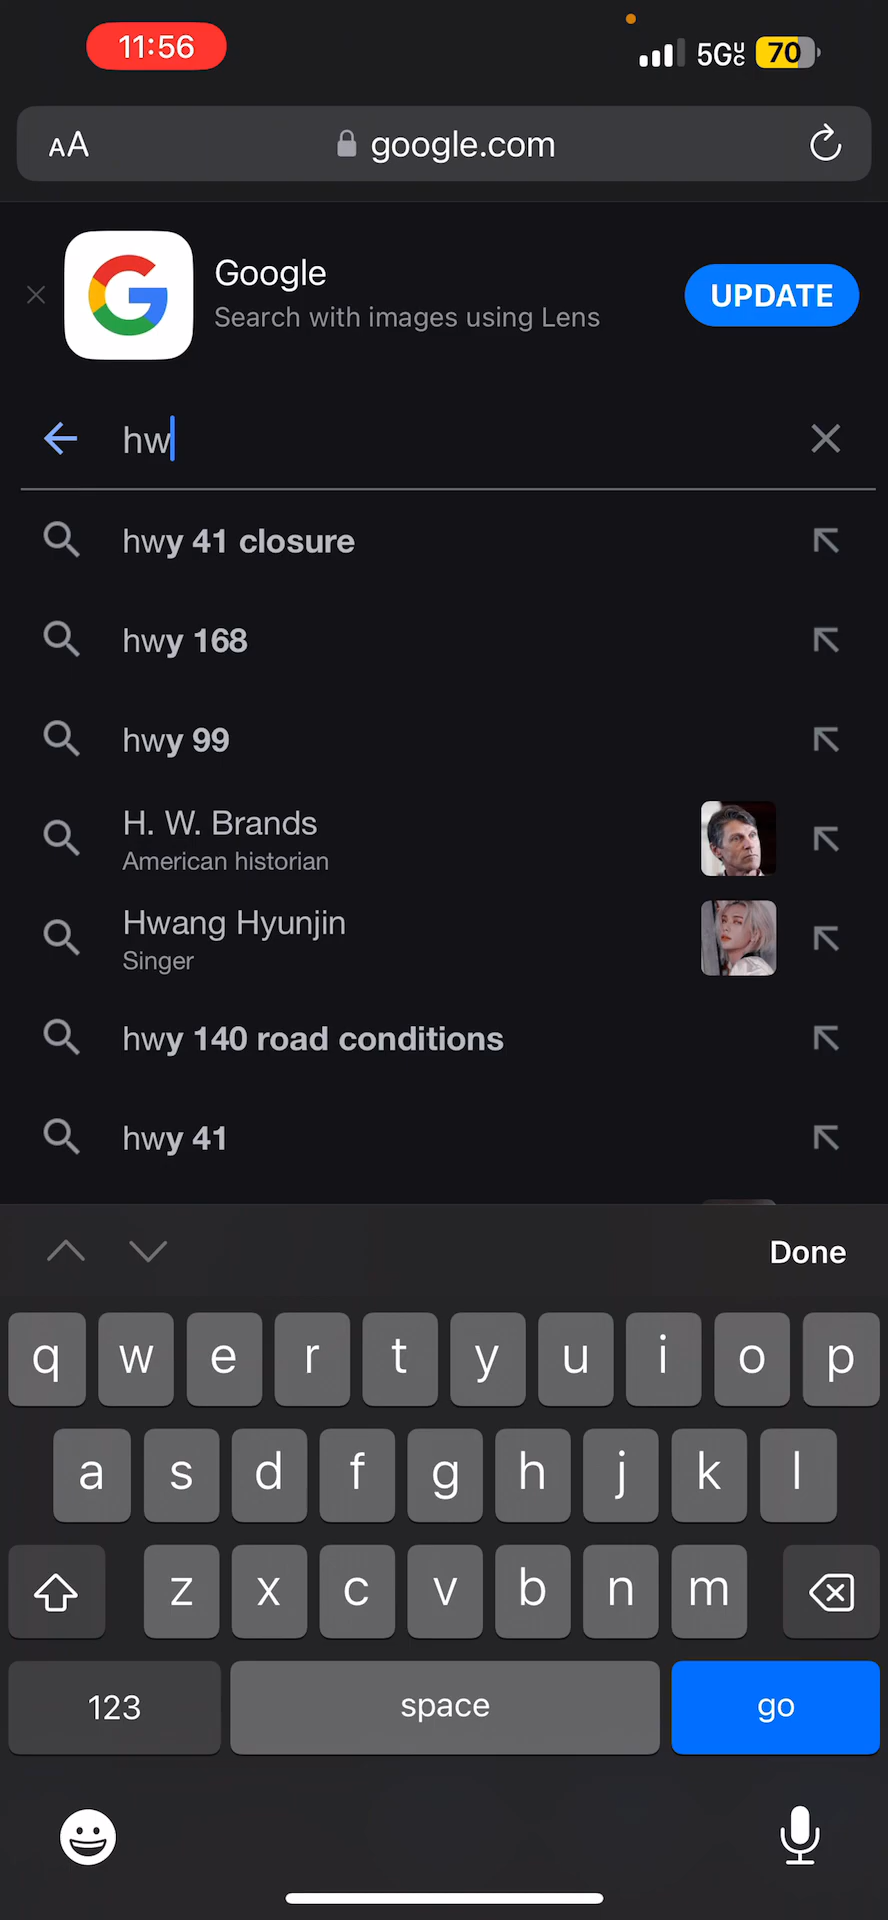 11:56
5GUC 70
AA google.com
Google
Search with images using Lens
UPDATE
hw
hwy 41 closure
hwy 168
hwy 99
H. W. Brands
American historian
Hwang Hyunjin
Singer
hwy 140 road conditions
hwy 41
Done
q w e r t y u i o p
a s d f g h j k l
z x c v b n m
123 space go